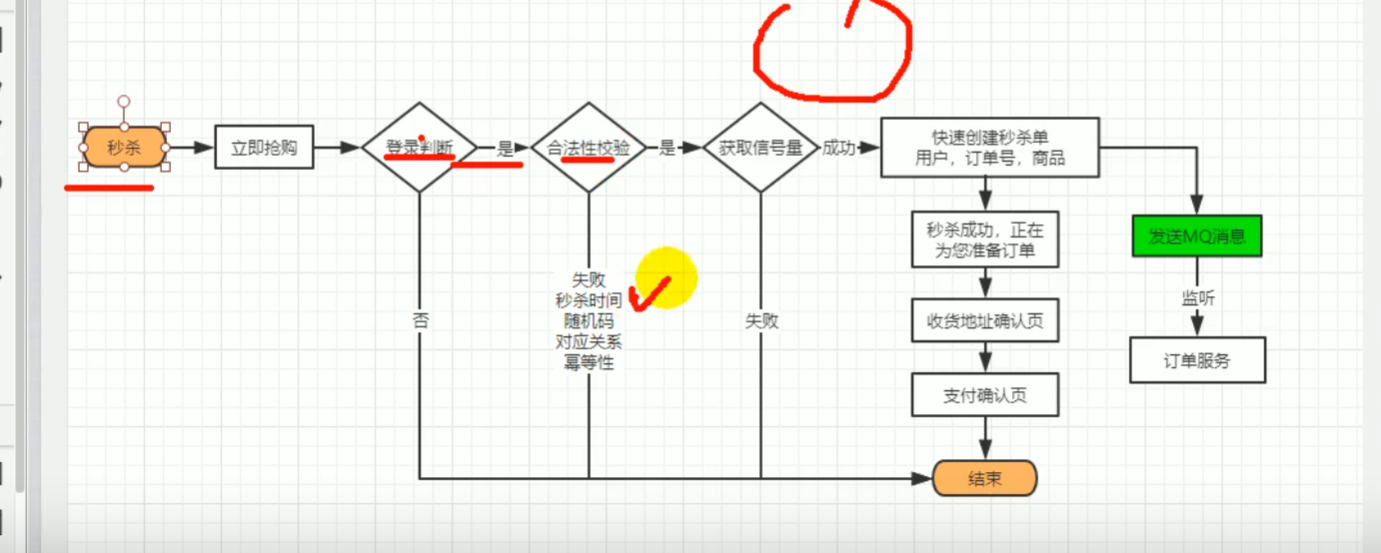 秒杀
立即抢购
登录判断
是
合法性校验
是
获取信号量
成功
快速创建秒杀单
用户，订单号，商品
秒杀成功，正在
为您准备订单
发送MQ消息
失败
秒杀时间
随机码
对应关系
幂等性
否
失败
监听
收货地址确认页
订单服务
支付确认页
结束